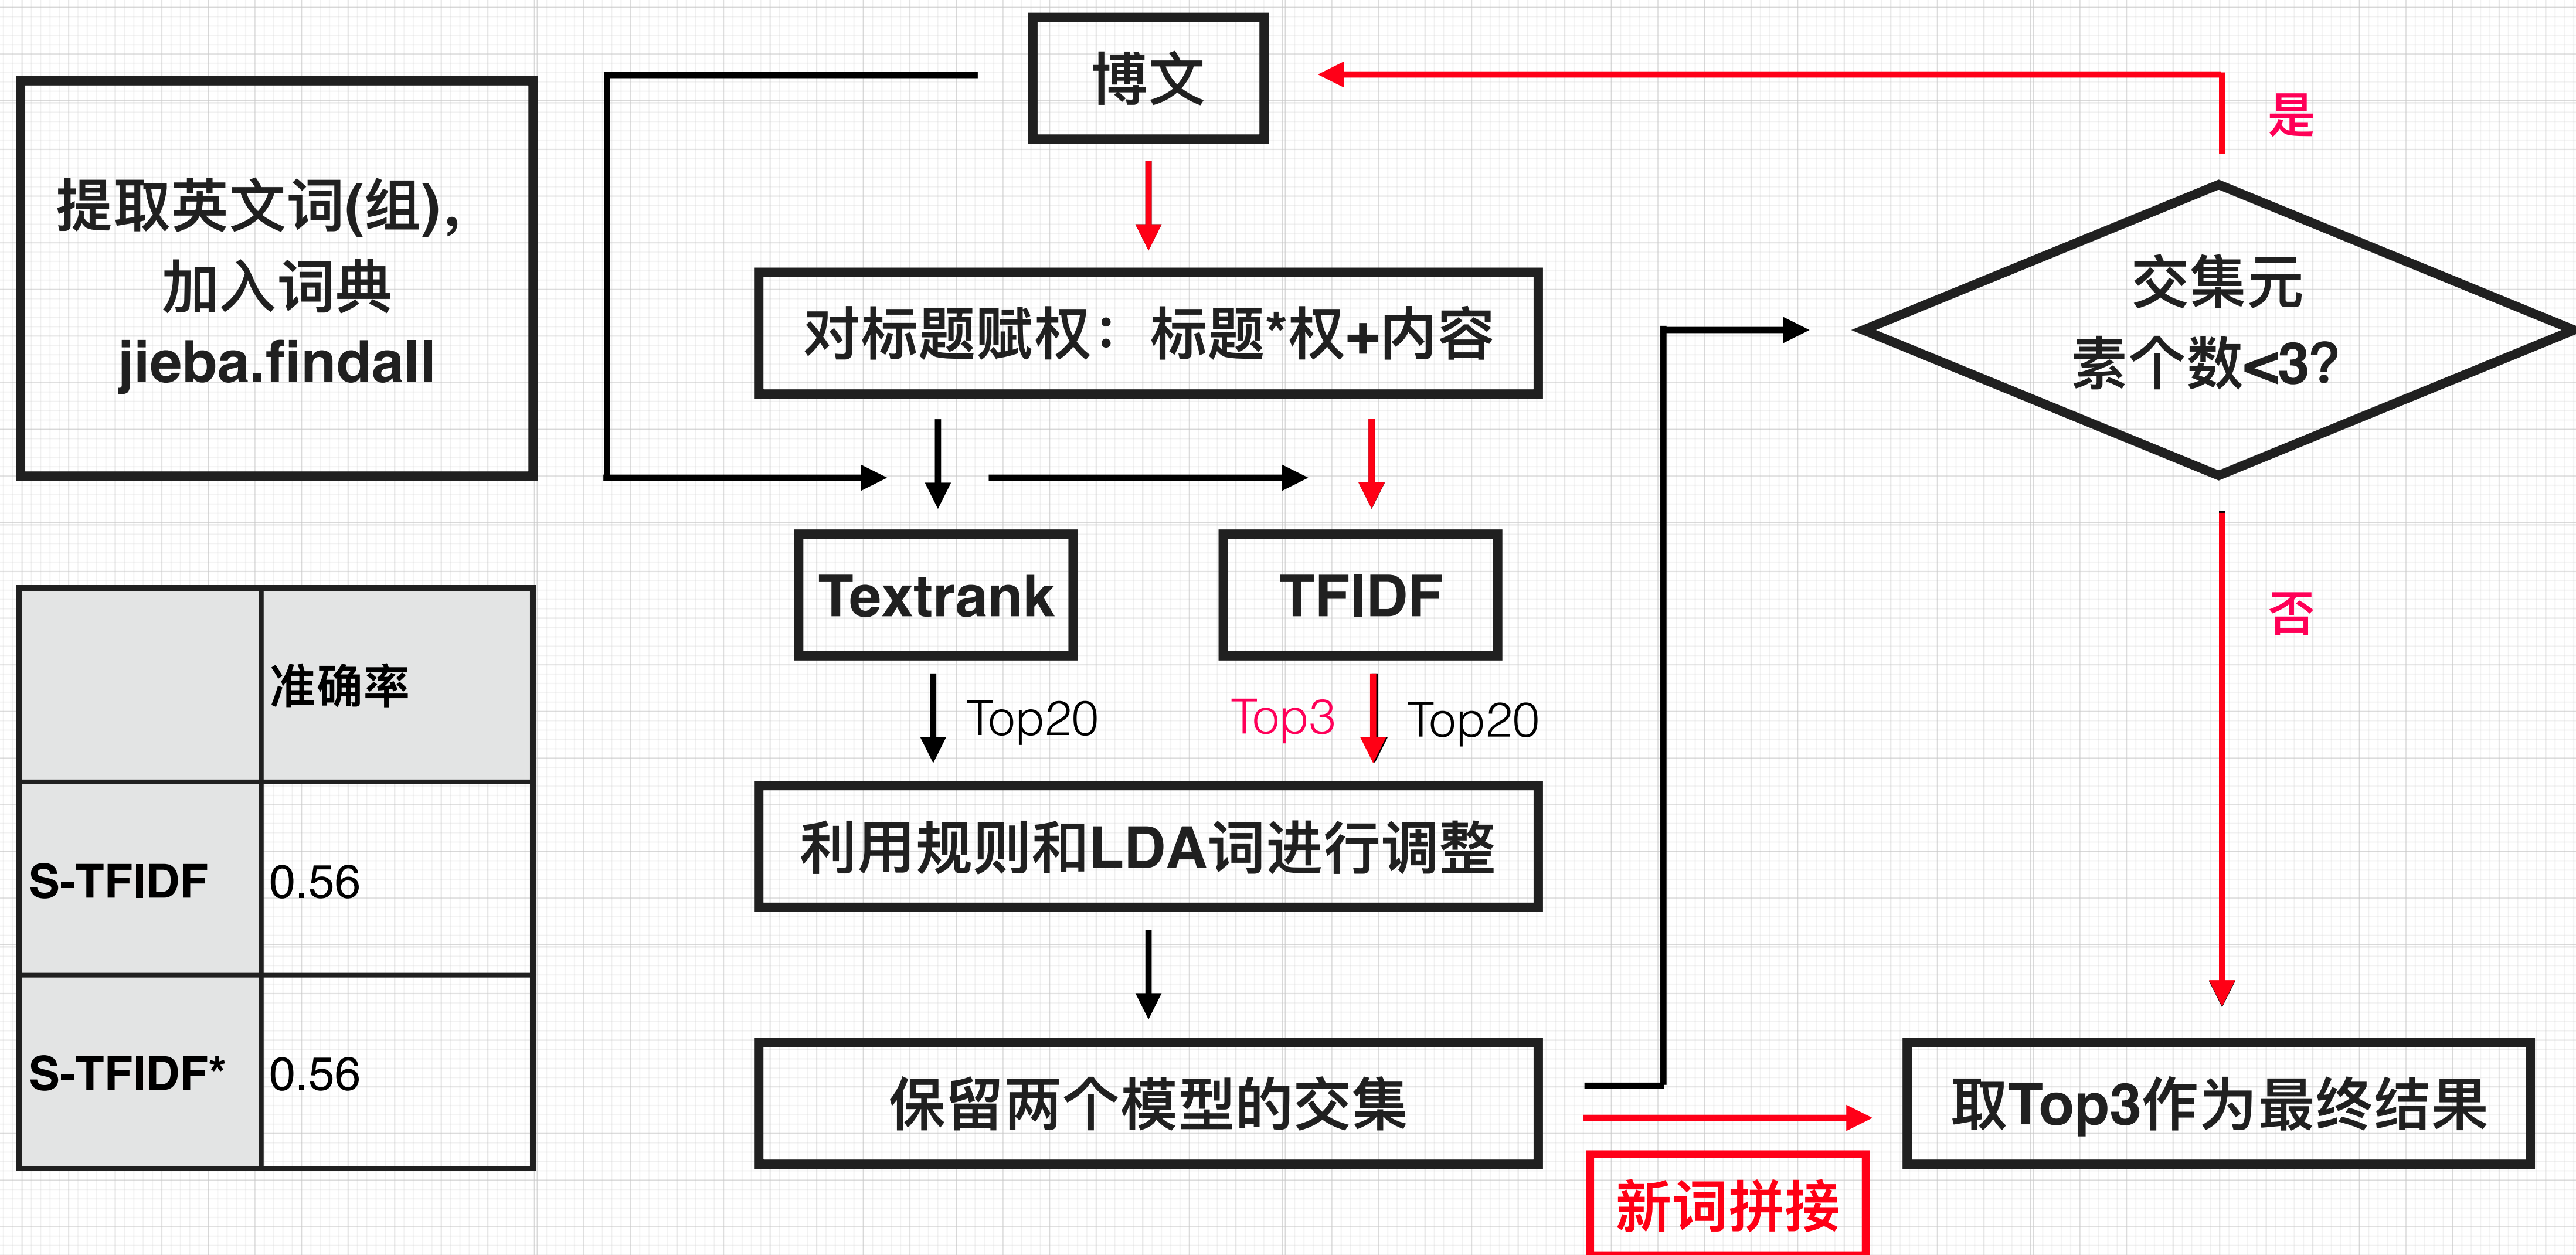 博文
是
提取英文词(组),
加入词典
jieba.findall
对标题赋权：标题*权+内容
交集元
素个数<3?
Textrank
TFIDF
否
准确率
Top20
Top3
Top20
利用规则和LDA词进行调整
S-TFIDF
0.56
S-TFIDF*
0.56
保留两个模型的交集
取Top3作为最终结果
新词拼接